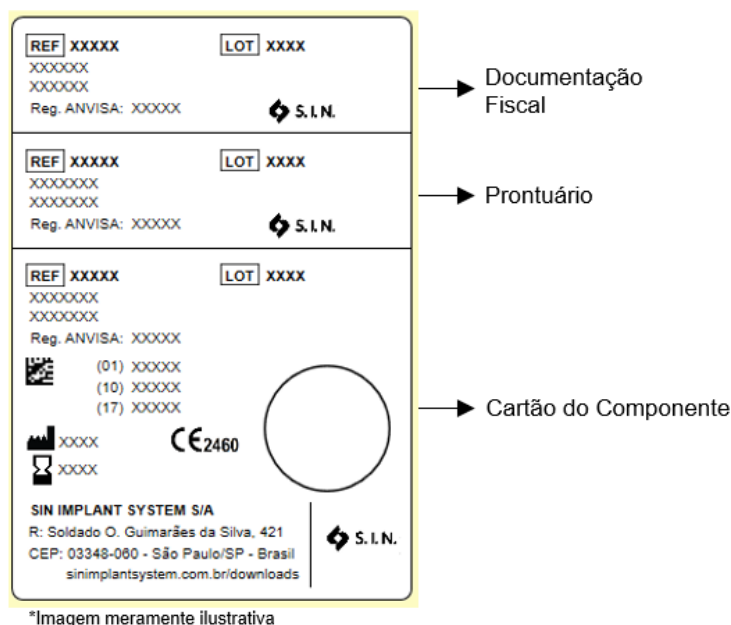 REF XXXXX LOT XXXX
XXXXXX
XXXXXX
Reg. ANVISA: XXXXX S.I.N.
Documentação
Fiscal
REF XXXXX LOT XXXX
XXXXXXX
XXXXXXX
Reg. ANVISA: XXXXX S.I.N.
Prontuário
REF XXXXX LOT XXXX
XXXXXXX
XXXXXXX
Reg. ANVISA: XXXXX
(01) XXXXX
(10) XXXXX
(17) XXXXX
Cartão do Componente
XXXX CE 2460
XXXX
SIN IMPLANT SYSTEM S/A
R: Soldado O. Guimarães da Silva, 421
CEP: 03348-060 - São Paulo/SP - Brasil
sinimplantsystem.com.br/downloads
S.I.N.
*Imagem meramente ilustrativa